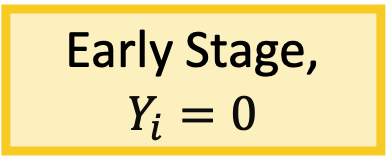 Early Stage,
Yᵢ = 0